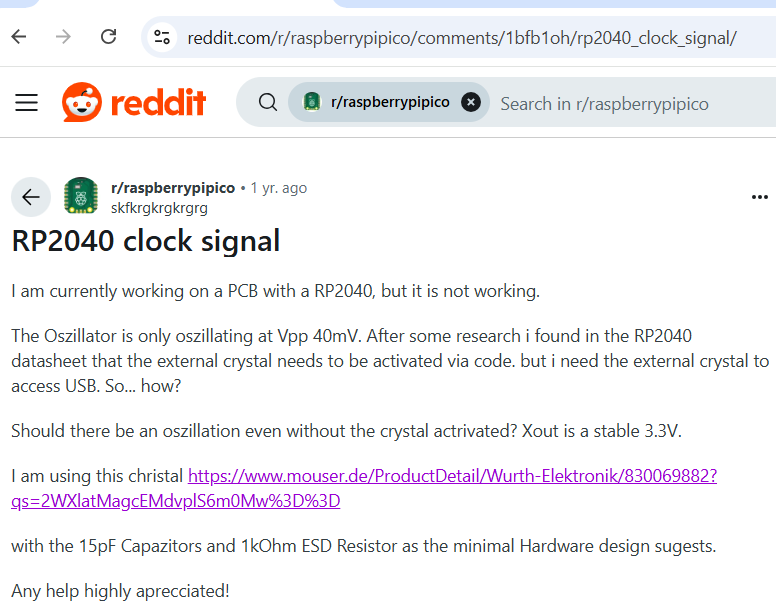 reddit.com/r/raspberrypipico/comments/1bfb1oh/rp2040_clock_signal/
reddit
r/raspberrypipico
Search in r/raspberrypipico
r/raspberrypipico • 1 yr. ago
skfkrgkrgkrgrg
RP2040 clock signal
I am currently working on a PCB with a RP2040, but it is not working.
The Oszillator is only oszillating at Vpp 40mV. After some research i found in the RP2040
datasheet that the external crystal needs to be activated via code. but i need the external crystal to
access USB. So... how?
Should there be an oszillation even without the crystal actrivated? Xout is a stable 3.3V.
I am using this christal https://www.mouser.de/ProductDetail/Wurth-Elektronik/830069882?
qs=2WXlatMagcEMdvplS6m0Mw%3D%3D
with the 15pF Capazitors and 1kOhm ESD Resistor as the minimal Hardware design sugests.
Any help highly aprecciated!